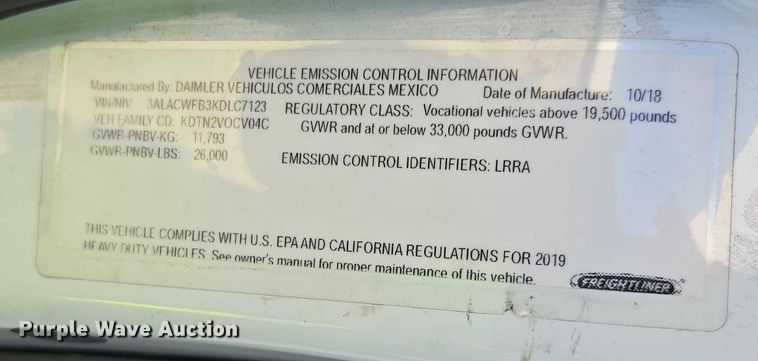 VEHICLE EMISSION CONTROL INFORMATION
Manufactured By: DAIMLER VEHICULOS COMERCIALES MEXICO Date of Manufacture: 10/18
VIN/NIV: 3ALACWFB3KDLC7123 REGULATORY CLASS: Vocational vehicles above 19,500 pounds
VEH FAMILY CD: KDTN2VOCV04C GVWR and at or below 33,000 pounds GVWR.
GVWR-PNBV-KG: 11,793
GVWR-PNBV-LBS: 26,000 EMISSION CONTROL IDENTIFIERS: LRRA
THIS VEHICLE COMPLIES WITH U.S. EPA AND CALIFORNIA REGULATIONS FOR 2019
HEAVY DUTY VEHICLES. See owner's manual for proper maintenance of this vehicle.
FREIGHTLINER
Purple Wave Auction